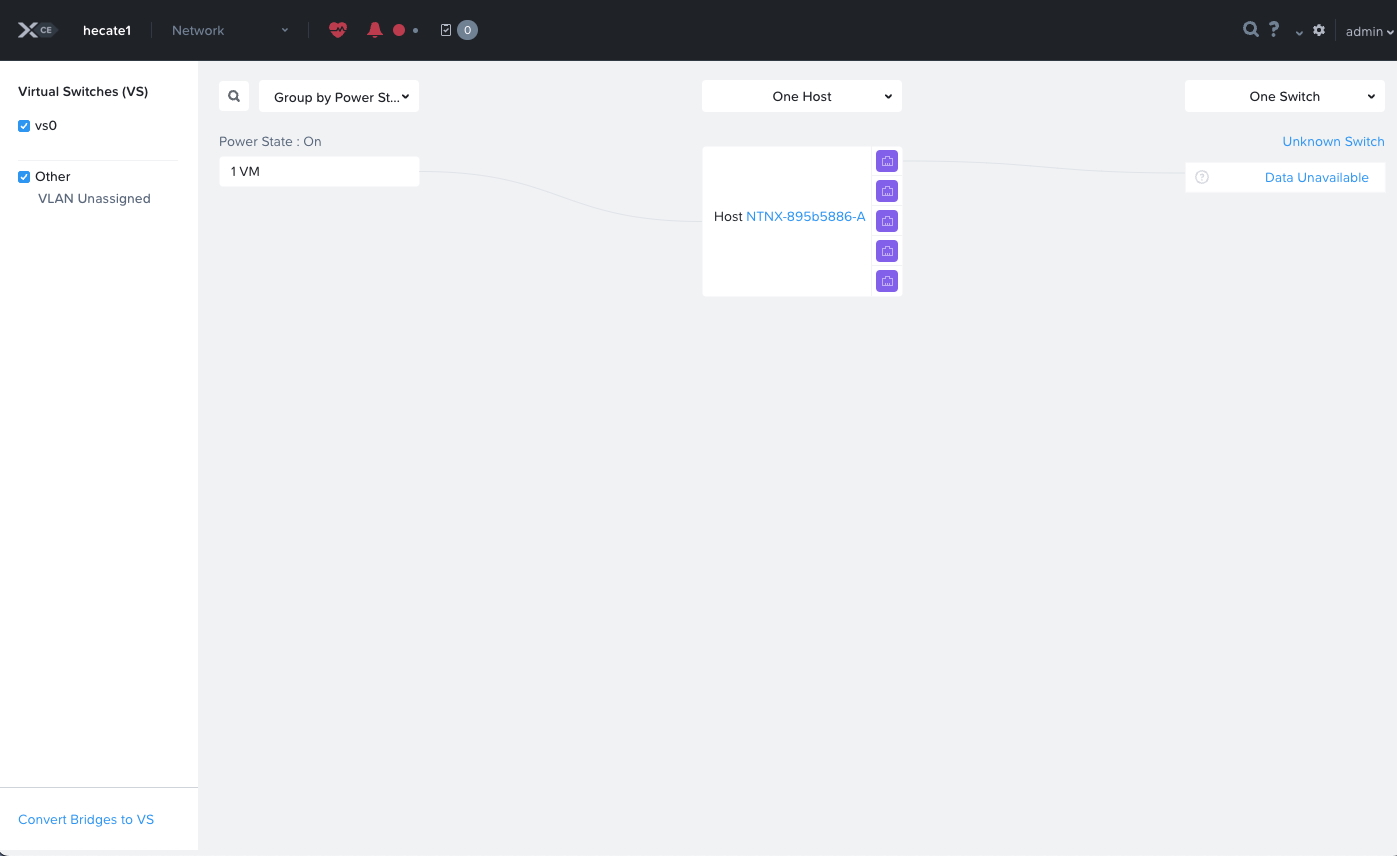 X CE hecate1 Network 0 ? admin
Virtual Switches (VS)
vs0
Other
VLAN Unassigned
Convert Bridges to VS
Group by Power St...
Power State : On
1 VM
One Host
Host NTNX-895b5886-A
One Switch
Unknown Switch
? Data Unavailable